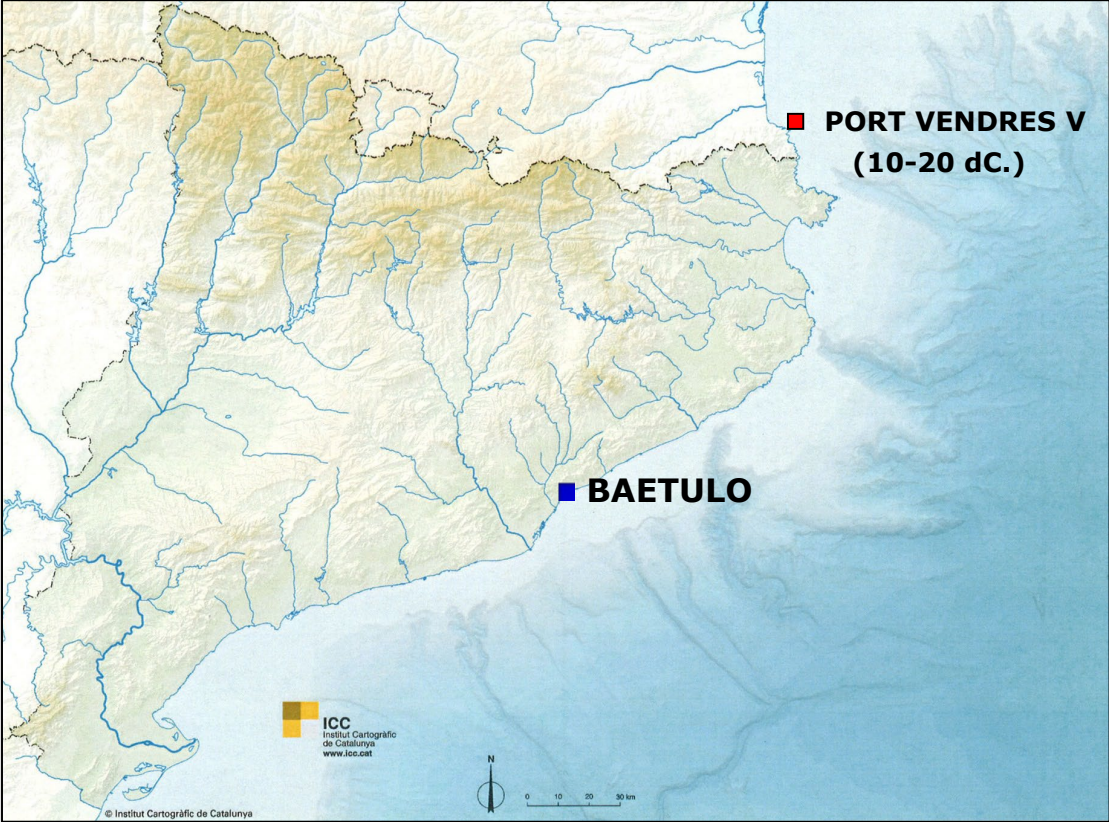 PORT VENDRES V
(10-20 dC.)
BAETULO
ICC
Institut Cartogràfic
de Catalunya
www.icc.cat
N
0 10 20 30 km
© Institut Cartogràfic de Catalunya